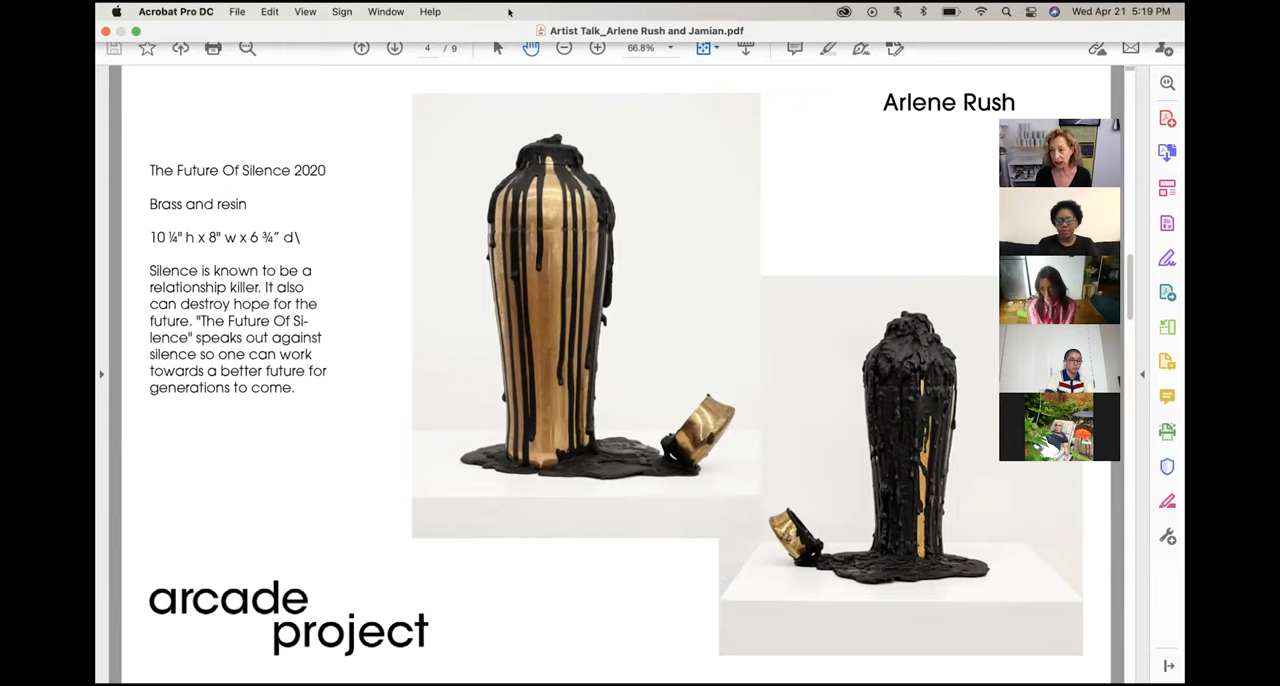 Acrobat Pro DC File Edit View Sign Window Help Wed Apr 21 5:19 PM
Artist Talk_Arlene Rush and Jamian.pdf
4 / 9 66.8%
Arlene Rush
The Future Of Silence 2020
Brass and resin
10 ¼" h x 8" w x 6 ¾” d\
Silence is known to be a
relationship killer. It also
can destroy hope for the
future. "The Future Of Si-
lence" speaks out against
silence so one can work
towards a better future for
generations to come.
arcade
project